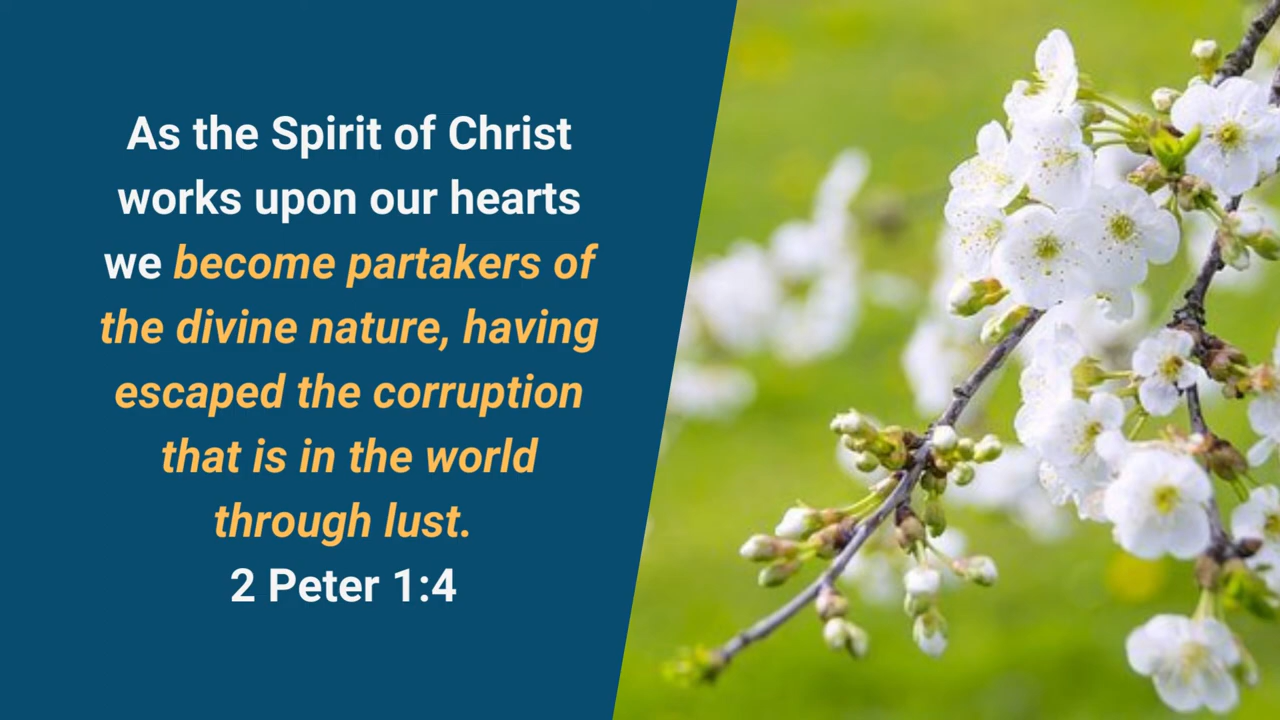 As the Spirit of Christ
works upon our hearts
we become partakers of
the divine nature, having
escaped the corruption
that is in the world
through lust.
2 Peter 1:4